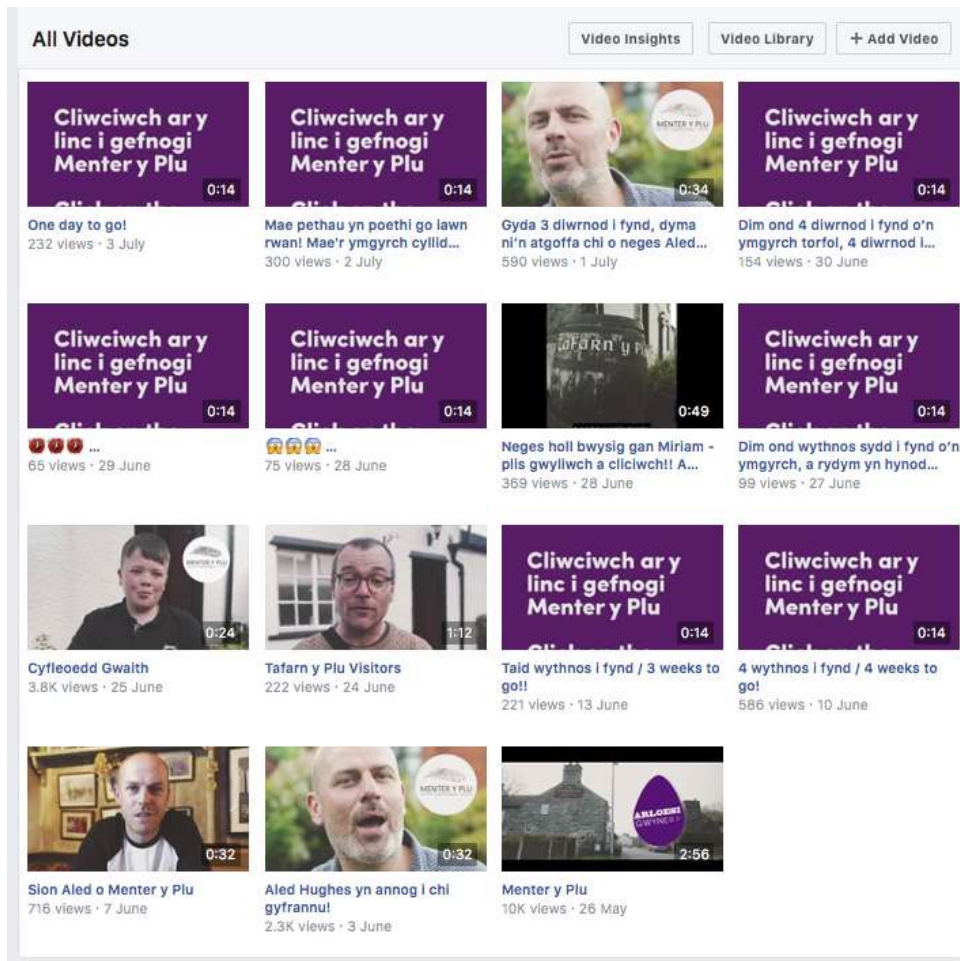 All Videos
Video Insights
Video Library
+ Add Video
Cliwciwch ar y
linc i gefnogi
Menter y Plu
0:14
One day to go!
232 views · 3 July
Cliwciwch ar y
linc i gefnogi
Menter y Plu
0:14
Mae pethau yn poethi go iawn
rwan! Mae'r ymgyrch cyllid...
300 views · 2 July
MENTER Y PLU
0:34
Gyda 3 diwrnod i fynd, dyma
ni'n atgoffa chi o neges Aled...
590 views · 1 July
Cliwciwch ar y
linc i gefnogi
Menter y Plu
0:14
Dim ond 4 diwrnod i fynd o'n
ymgyrch torfol, 4 diwrnod i...
154 views · 30 June
Cliwciwch ar y
linc i gefnogi
Menter y Plu
0:14
...
65 views · 29 June
Cliwciwch ar y
linc i gefnogi
Menter y Plu
0:14
😱😱😱 ...
75 views · 28 June
Tafarn y
0:49
Neges holl bwysig gan Miriam -
plis gwyliwch a cliciwch!! A...
369 views · 28 June
Cliwciwch ar y
linc i gefnogi
Menter y Plu
0:14
Dim ond wythnos sydd i fynd o'n
ymgyrch, a rydym yn hynod...
99 views · 27 June
MENTER Y PLU
0:24
Cyfleoedd Gwaith
3.8K views · 25 June
1:12
Tafarn y Plu Visitors
222 views · 24 June
Cliwciwch ar y
linc i gefnogi
Menter y Plu
0:14
Taid wythnos i fynd / 3 weeks to
go!!
221 views · 13 June
Cliwciwch ar y
linc i gefnogi
Menter y Plu
0:14
4 wythnos i fynd / 4 weeks to
go!
586 views · 10 June
0:32
Sion Aled o Menter y Plu
716 views · 7 June
MENTER Y PLU
0:32
Aled Hughes yn annog i chi
gyfrannu!
2.3K views · 3 June
ARLOESI
GWYNEDD
2:56
Menter y Plu
10K views · 26 May